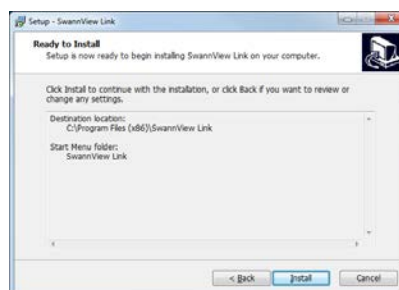 Setup - SwannView Link
Ready to Install
Setup is now ready to begin installing SwannView Link on your computer.
Click Install to continue with the installation, or click Back if you want to review or
change any settings.
Destination location:
C:\Program Files (x86)\SwannView Link
Start Menu folder:
SwannView Link
< Back
Install
Cancel